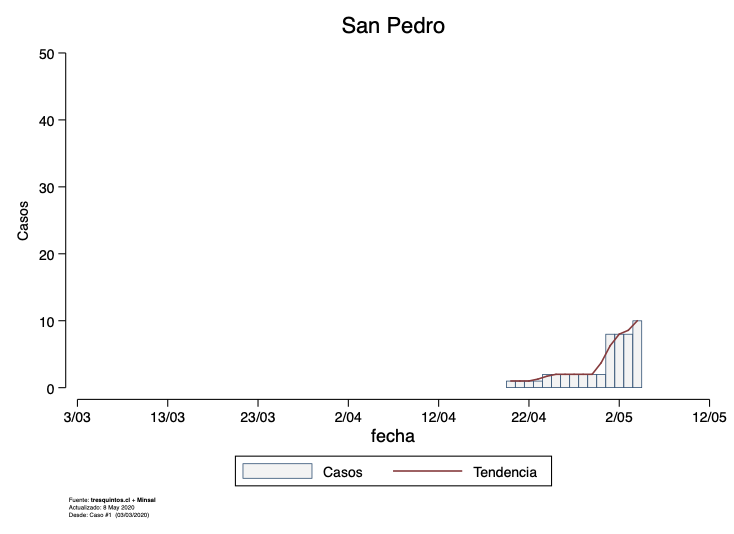 San Pedro
Casos
50
40
30
20
10
0
3/03 13/03 23/03 2/04 12/04 22/04 2/05 12/05
fecha
Casos Tendencia
Fuente: tresquintos.cl + Minsal
Actualizado: 8 May 2020
Desde: Caso #1 (03/03/2020)